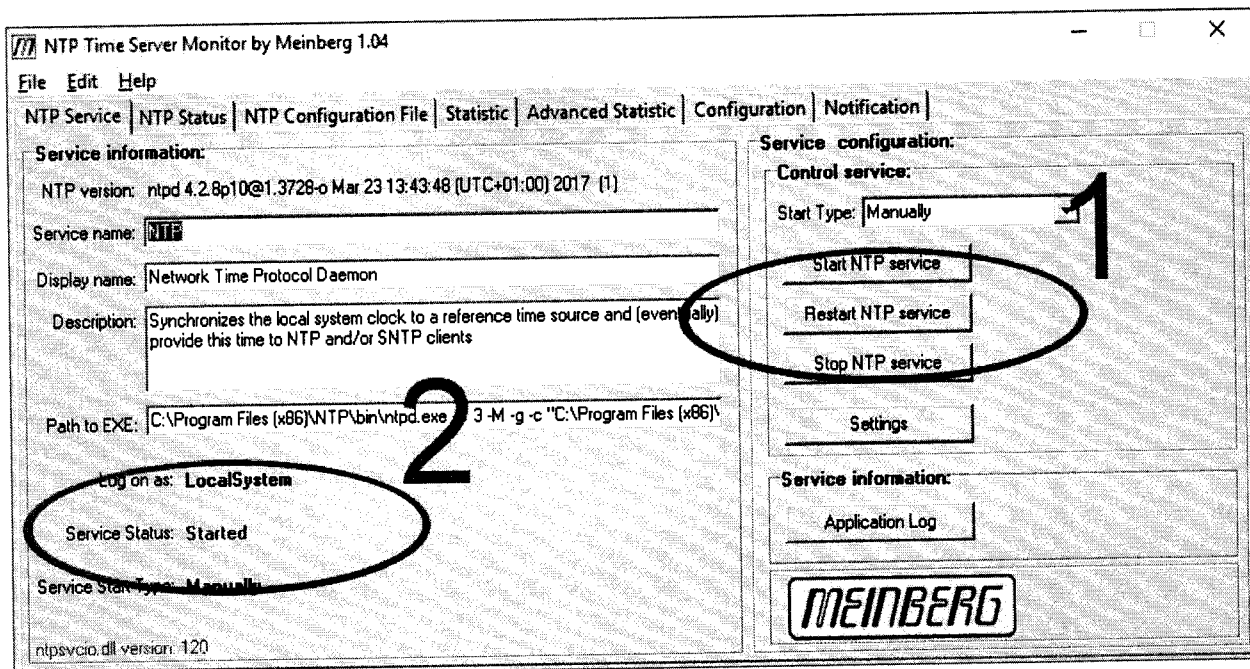 NTP Time Server Monitor by Meinberg 1.04
File Edit Help
NTP Service NTP Status NTP Configuration File Statistic Advanced Statistic Configuration Notification
Service information:
NTP version: ntpd 4.2.8p10@1.3728-o Mar 23 13:43:48 (UTC+01:00) 2017 (1)
Service name: NTP
Display name: Network Time Protocol Daemon
Description: Synchronizes the local system clock to a reference time source and (eventually)
provide this time to NTP and/or SNTP clients
Path to EXE: C:\Program Files (x86)\NTP\bin\ntpd.exe 3 -M -g -c "C:\Program Files (x86)\
2
Log on as: LocalSystem
Service Status: Started
Service Start Type: Manually
ntpsvcio.dll version: 120
Service configuration:
Control service:
Start Type: Manually
1
Start NTP service
Restart NTP service
Stop NTP service
Settings
Service information:
Application Log
MEINBERG